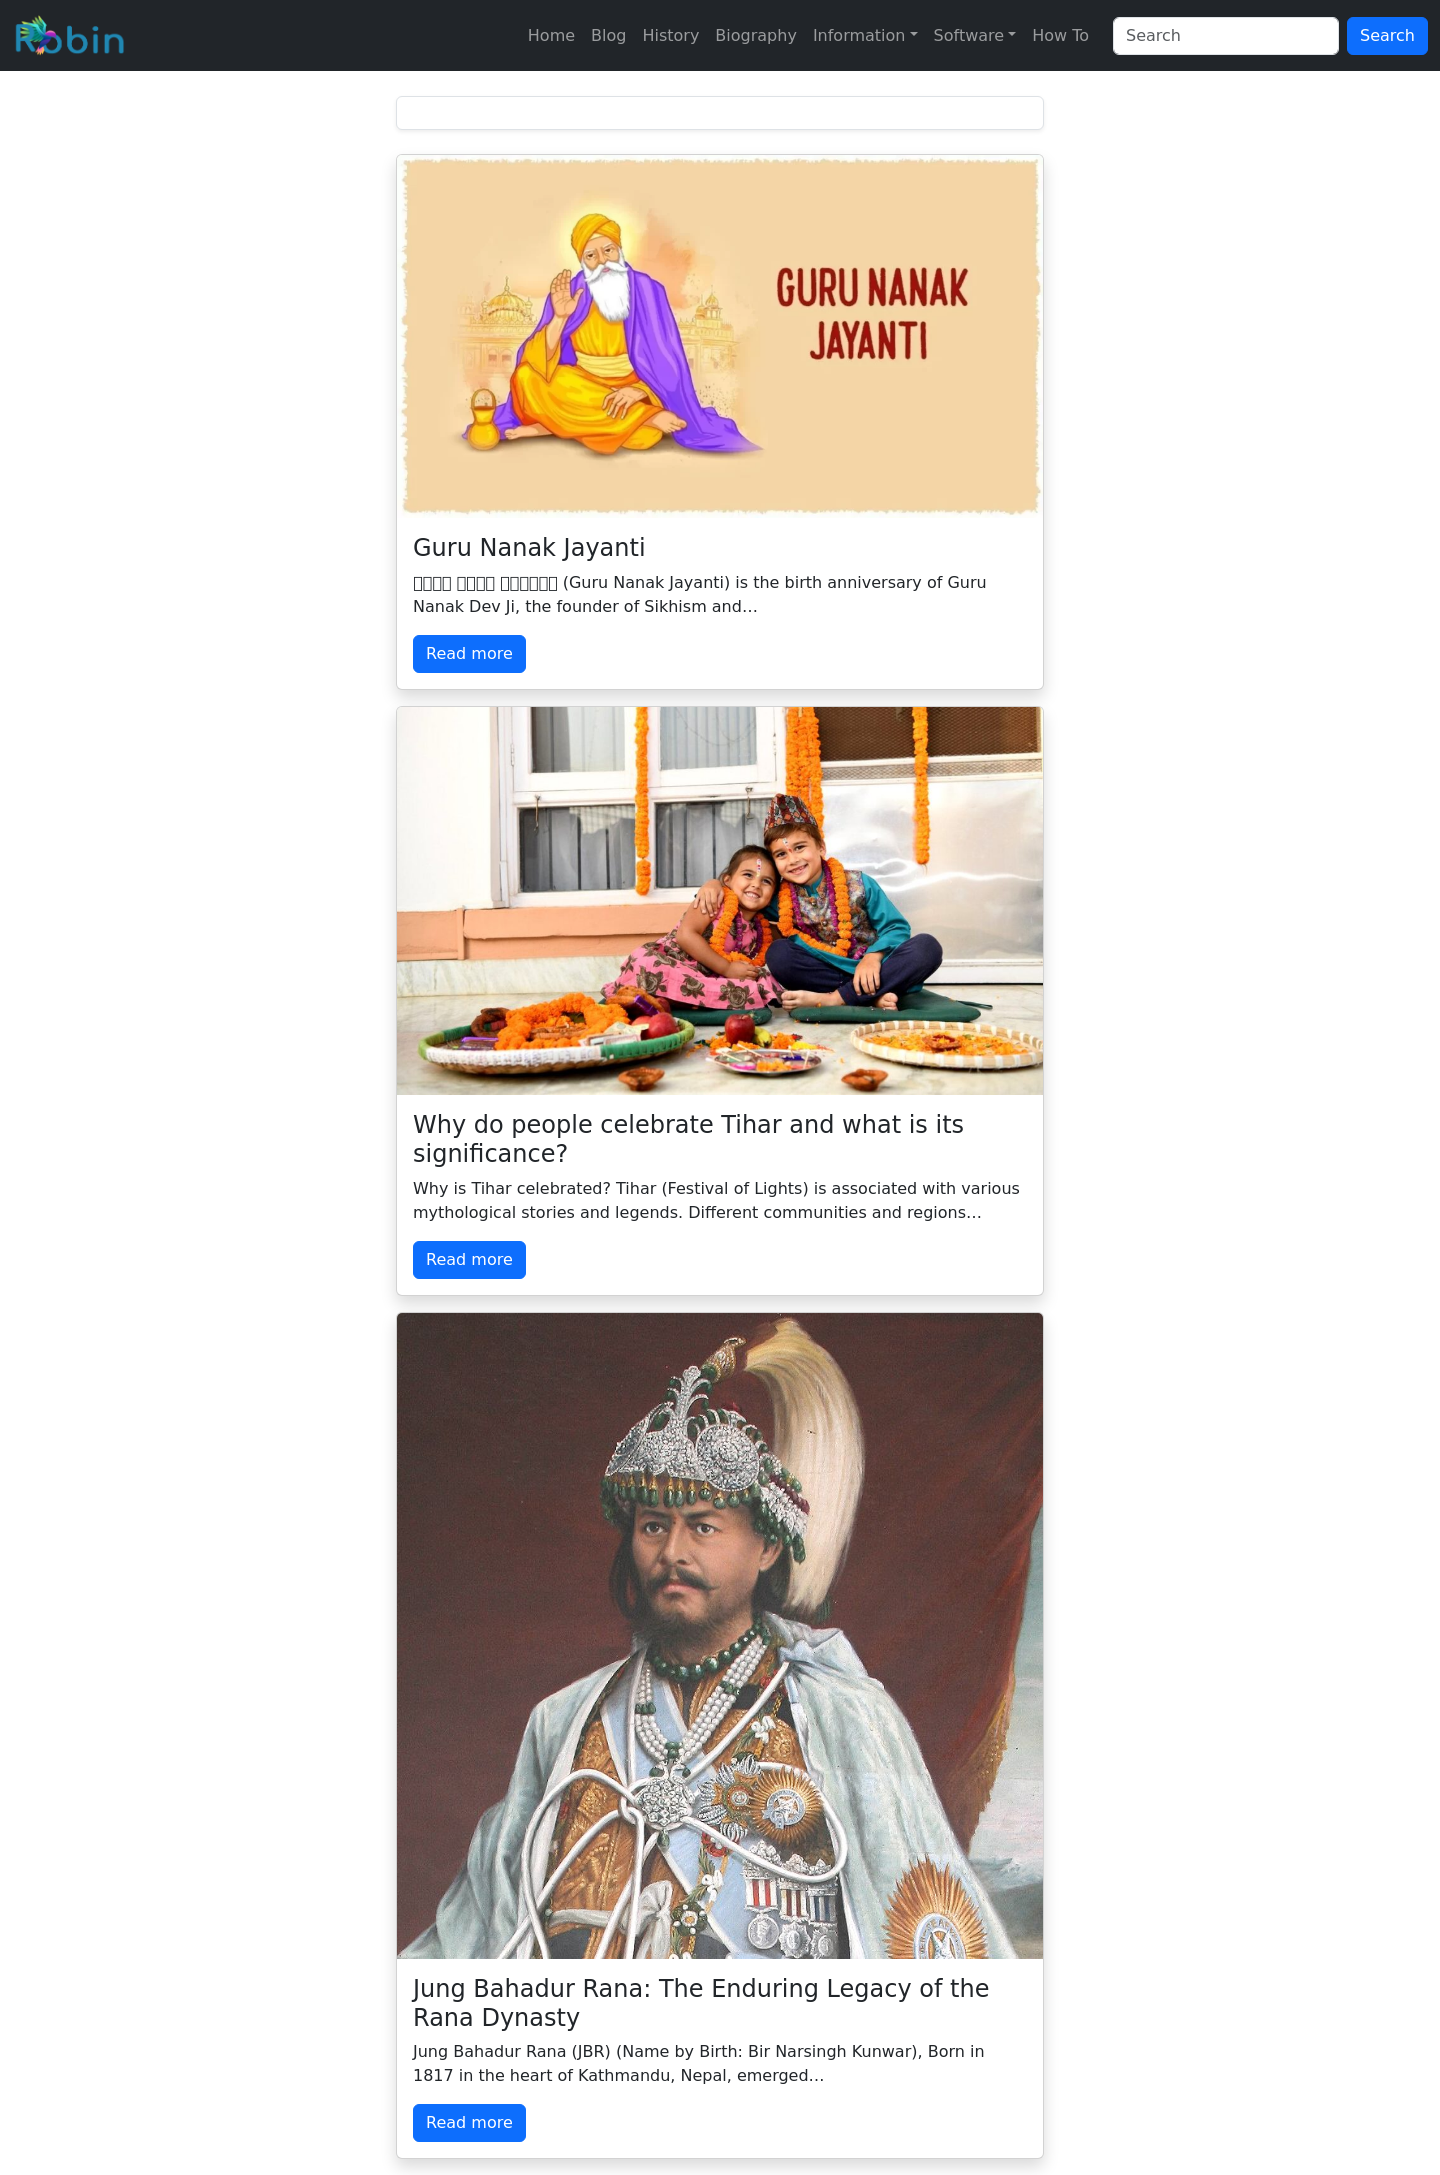 Robin
Home Blog History Biography Information Software How To Search Search
GURU NANAK
JAYANTI
Guru Nanak Jayanti
(Guru Nanak Jayanti) is the birth anniversary of Guru
Nanak Dev Ji, the founder of Sikhism and…
Read more
Why do people celebrate Tihar and what is its
significance?
Why is Tihar celebrated? Tihar (Festival of Lights) is associated with various
mythological stories and legends. Different communities and regions…
Read more
Jung Bahadur Rana: The Enduring Legacy of the
Rana Dynasty
Jung Bahadur Rana (JBR) (Name by Birth: Bir Narsingh Kunwar), Born in
1817 in the heart of Kathmandu, Nepal, emerged…
Read more